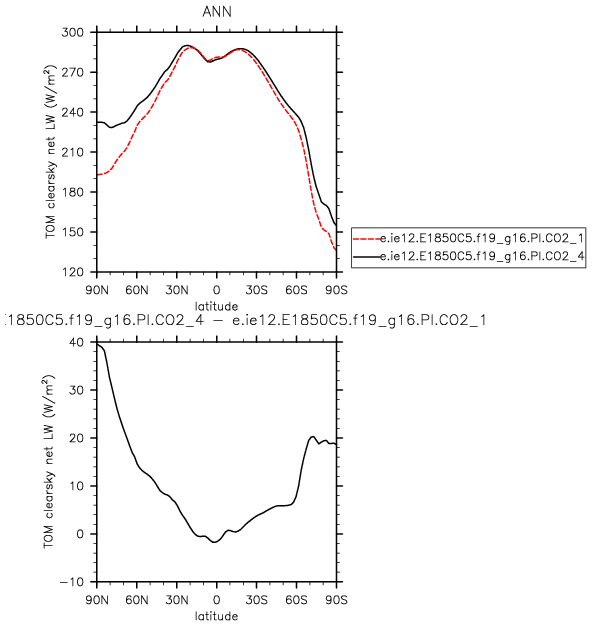 ANN
TOM clearsky net LW (W/m²)
300
270
240
210
180
150
120
90N 60N 30N 0 30S 60S 90S
latitude
e.ie12.E1850C5.f19_g16.PI.CO2_1
e.ie12.E1850C5.f19_g16.PI.CO2_4
.1850C5.f19_g16.PI.CO2_4 − e.ie12.E1850C5.f19_g16.PI.CO2_1
TOM clearsky net LW (W/m²)
40
30
20
10
0
−10
90N 60N 30N 0 30S 60S 90S
latitude